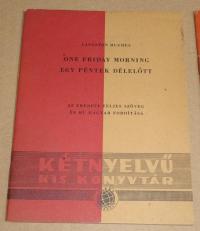 LANGSTON HUGHES
ONE FRIDAY MORNING
EGY PÉNTEK DÉLELŐTT
AZ EREDETI TELJES SZÖVEG
ÉS HŰ MAGYAR FORDÍTÁSA
KÉTNYELVŰ
KIS KÖNYVTÁR